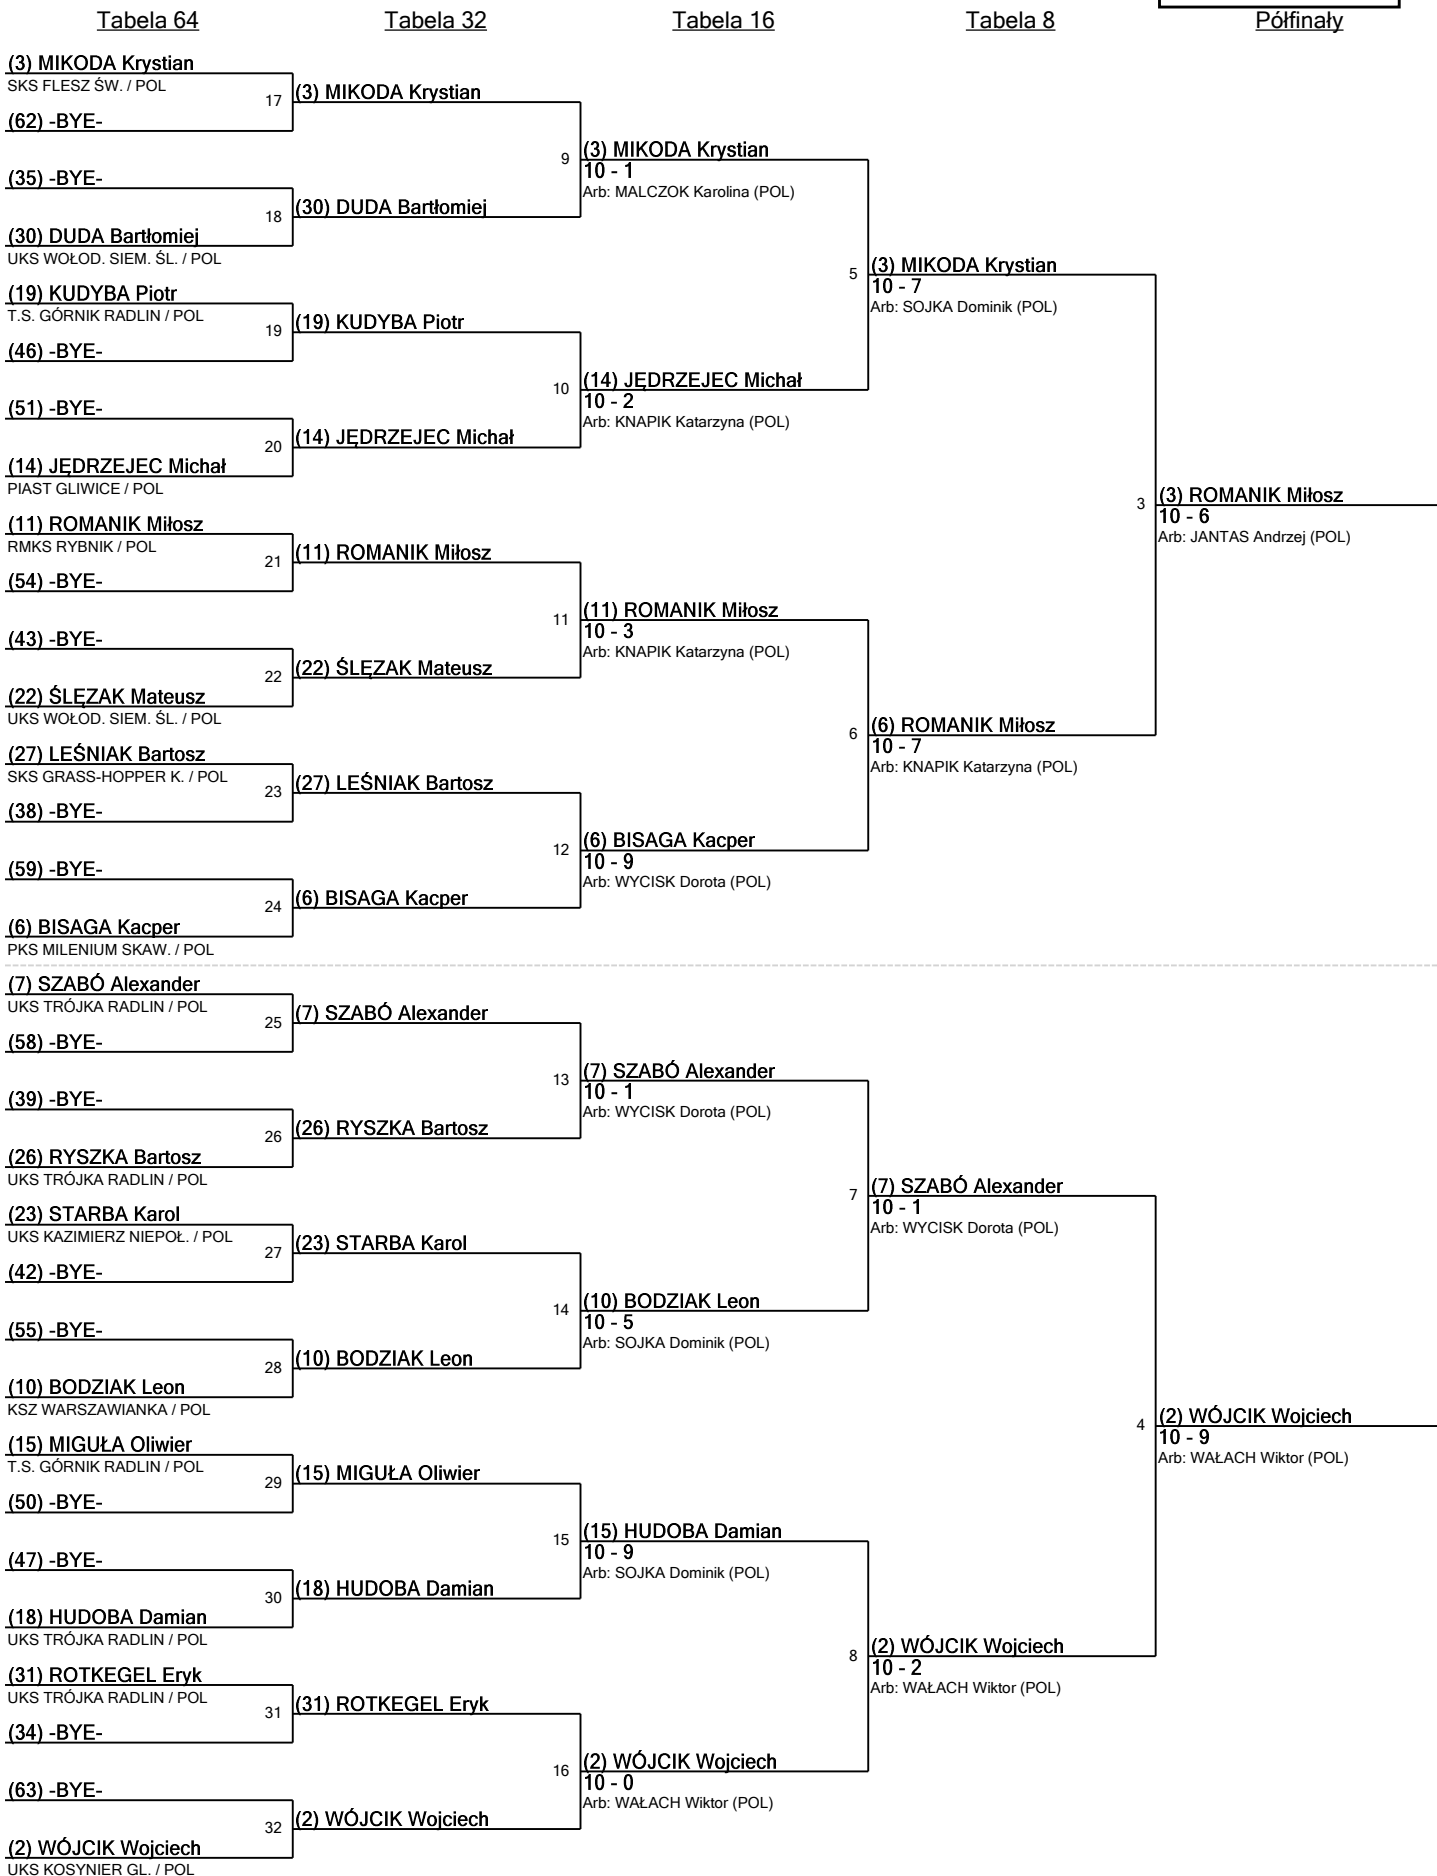 Tabela 64
Tabela 32
Tabela 16
Tabela 8
Półfinały
(3) MIKODA Krystian
SKS FLESZ ŚW. / POL
17
(62) -BYE-
(35) -BYE-
18
(30) DUDA Bartłomiej
UKS WOŁOD. SIEM. ŚL. / POL
(19) KUDYBA Piotr
T.S. GÓRNIK RADLIN / POL
19
(46) -BYE-
(51) -BYE-
20
(14) JĘDRZEJEC Michał
PIAST GLIWICE / POL
(11) ROMANIK Miłosz
RMKS RYBNIK / POL
21
(54) -BYE-
(43) -BYE-
22
(22) ŚLĘZAK Mateusz
UKS WOŁOD. SIEM. ŚL. / POL
(27) LEŚNIAK Bartosz
SKS GRASS-HOPPER K. / POL
23
(38) -BYE-
(59) -BYE-
24
(6) BISAGA Kacper
PKS MILENIUM SKAW. / POL
(7) SZABÓ Alexander
UKS TRÓJKA RADLIN / POL
25
(58) -BYE-
(39) -BYE-
26
(26) RYSZKA Bartosz
UKS TRÓJKA RADLIN / POL
(23) STARBA Karol
UKS KAZIMIERZ NIEPOŁ. / POL
27
(42) -BYE-
(55) -BYE-
28
(10) BODZIAK Leon
KSZ WARSZAWIANKA / POL
(15) MIGUŁA Oliwier
T.S. GÓRNIK RADLIN / POL
29
(50) -BYE-
(47) -BYE-
30
(18) HUDOBA Damian
UKS TRÓJKA RADLIN / POL
(31) ROTKEGEL Eryk
UKS TRÓJKA RADLIN / POL
31
(34) -BYE-
(63) -BYE-
32
(2) WÓJCIK Wojciech
UKS KOSYNIER GL. / POL
(3) MIKODA Krystian
9
(30) DUDA Bartłomiej
(19) KUDYBA Piotr
10
(14) JĘDRZEJEC Michał
(11) ROMANIK Miłosz
11
(22) ŚLĘZAK Mateusz
(27) LEŚNIAK Bartosz
12
(6) BISAGA Kacper
(7) SZABÓ Alexander
13
(26) RYSZKA Bartosz
(23) STARBA Karol
14
(10) BODZIAK Leon
(15) MIGUŁA Oliwier
15
(18) HUDOBA Damian
(31) ROTKEGEL Eryk
16
(2) WÓJCIK Wojciech
(3) MIKODA Krystian
10 - 1
Arb: MALCZOK Karolina (POL)
5
(14) JĘDRZEJEC Michał
10 - 2
Arb: KNAPIK Katarzyna (POL)
(11) ROMANIK Miłosz
10 - 3
Arb: KNAPIK Katarzyna (POL)
6
(6) BISAGA Kacper
10 - 9
Arb: WYCISK Dorota (POL)
(7) SZABÓ Alexander
10 - 1
Arb: WYCISK Dorota (POL)
7
(10) BODZIAK Leon
10 - 5
Arb: SOJKA Dominik (POL)
(15) HUDOBA Damian
10 - 9
Arb: SOJKA Dominik (POL)
8
(2) WÓJCIK Wojciech
10 - 0
Arb: WAŁACH Wiktor (POL)
(3) MIKODA Krystian
10 - 7
Arb: SOJKA Dominik (POL)
3
(6) ROMANIK Miłosz
10 - 7
Arb: KNAPIK Katarzyna (POL)
(7) SZABÓ Alexander
10 - 1
Arb: WYCISK Dorota (POL)
4
(2) WÓJCIK Wojciech
10 - 2
Arb: WAŁACH Wiktor (POL)
(3) ROMANIK Miłosz
10 - 6
Arb: JANTAS Andrzej (POL)
(2) WÓJCIK Wojciech
10 - 9
Arb: WAŁACH Wiktor (POL)